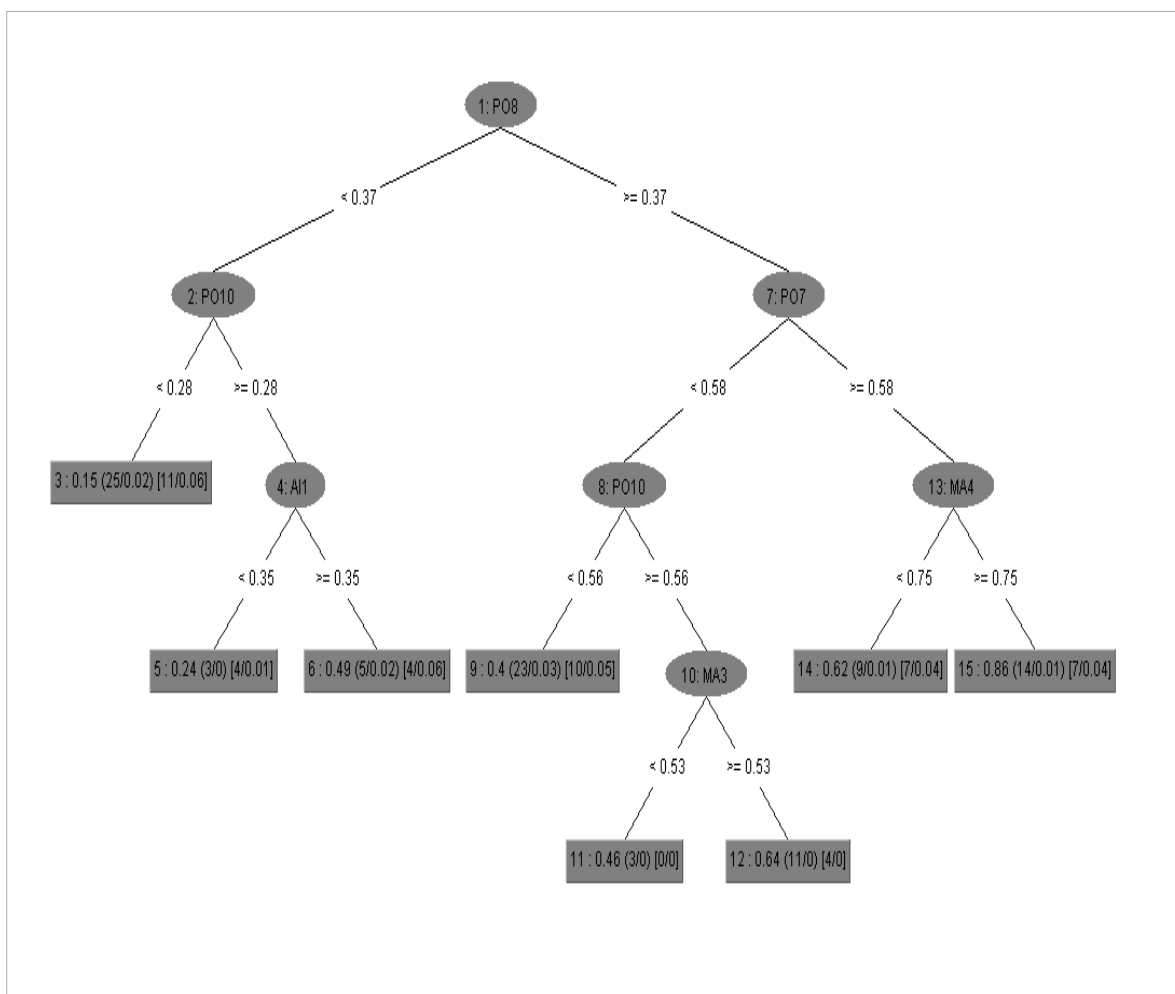 1: PO8
< 0.37
>= 0.37
2: PO10
7: PO7
< 0.28
>= 0.28
< 0.58
>= 0.58
3 : 0.15 (25/0.02) [11/0.06]
4: AI1
8: PO10
13: MA4
< 0.35
>= 0.35
< 0.56
>= 0.56
< 0.75
>= 0.75
5 : 0.24 (3/0) [4/0.01]
6 : 0.49 (5/0.02) [4/0.06]
9 : 0.4 (23/0.03) [10/0.05]
10: MA3
14 : 0.62 (9/0.01) [7/0.04]
15 : 0.86 (14/0.01) [7/0.04]
< 0.53
>= 0.53
11 : 0.46 (3/0) [0/0]
12 : 0.64 (11/0) [4/0]